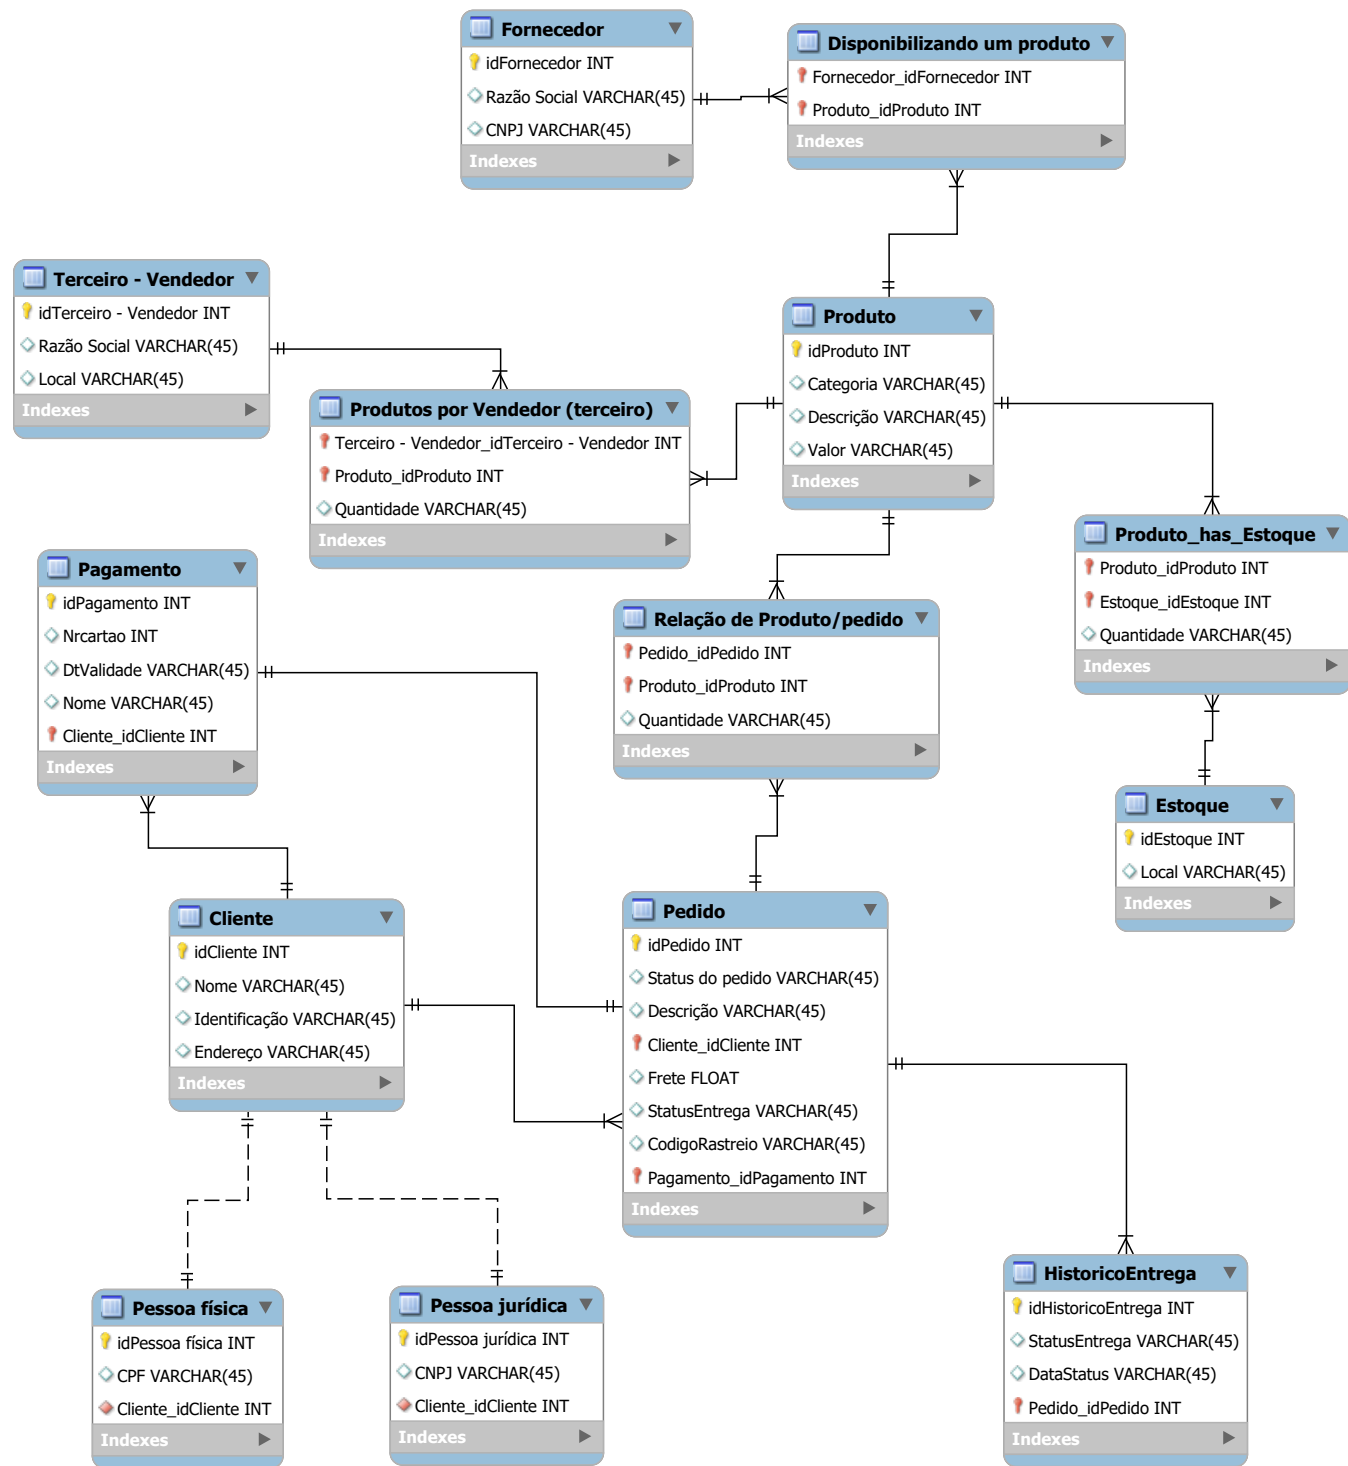 Fornecedor
idFornecedor INT
Razão Social VARCHAR(45)
CNPJ VARCHAR(45)
Indexes
Disponibilizando um produto
Fornecedor_idFornecedor INT
Produto_idProduto INT
Indexes
Terceiro - Vendedor
idTerceiro - Vendedor INT
Razão Social VARCHAR(45)
Local VARCHAR(45)
Indexes
Produto
idProduto INT
Categoria VARCHAR(45)
Descrição VARCHAR(45)
Valor VARCHAR(45)
Indexes
Produtos por Vendedor (terceiro)
Terceiro - Vendedor_idTerceiro - Vendedor INT
Produto_idProduto INT
Quantidade VARCHAR(45)
Indexes
Produto_has_Estoque
Produto_idProduto INT
Estoque_idEstoque INT
Quantidade VARCHAR(45)
Indexes
Pagamento
idPagamento INT
Nrcartao INT
DtValidade VARCHAR(45)
Nome VARCHAR(45)
Cliente_idCliente INT
Indexes
Relação de Produto/pedido
Pedido_idPedido INT
Produto_idProduto INT
Quantidade VARCHAR(45)
Indexes
Estoque
idEstoque INT
Local VARCHAR(45)
Indexes
Cliente
idCliente INT
Nome VARCHAR(45)
Identificação VARCHAR(45)
Endereço VARCHAR(45)
Indexes
Pedido
idPedido INT
Status do pedido VARCHAR(45)
Descrição VARCHAR(45)
Cliente_idCliente INT
Frete FLOAT
StatusEntrega VARCHAR(45)
CodigoRastreio VARCHAR(45)
Pagamento_idPagamento INT
Indexes
Pessoa física
idPessoa física INT
CPF VARCHAR(45)
Cliente_idCliente INT
Indexes
Pessoa jurídica
idPessoa jurídica INT
CNPJ VARCHAR(45)
Cliente_idCliente INT
Indexes
HistoricoEntrega
idHistoricoEntrega INT
StatusEntrega VARCHAR(45)
DataStatus VARCHAR(45)
Pedido_idPedido INT
Indexes